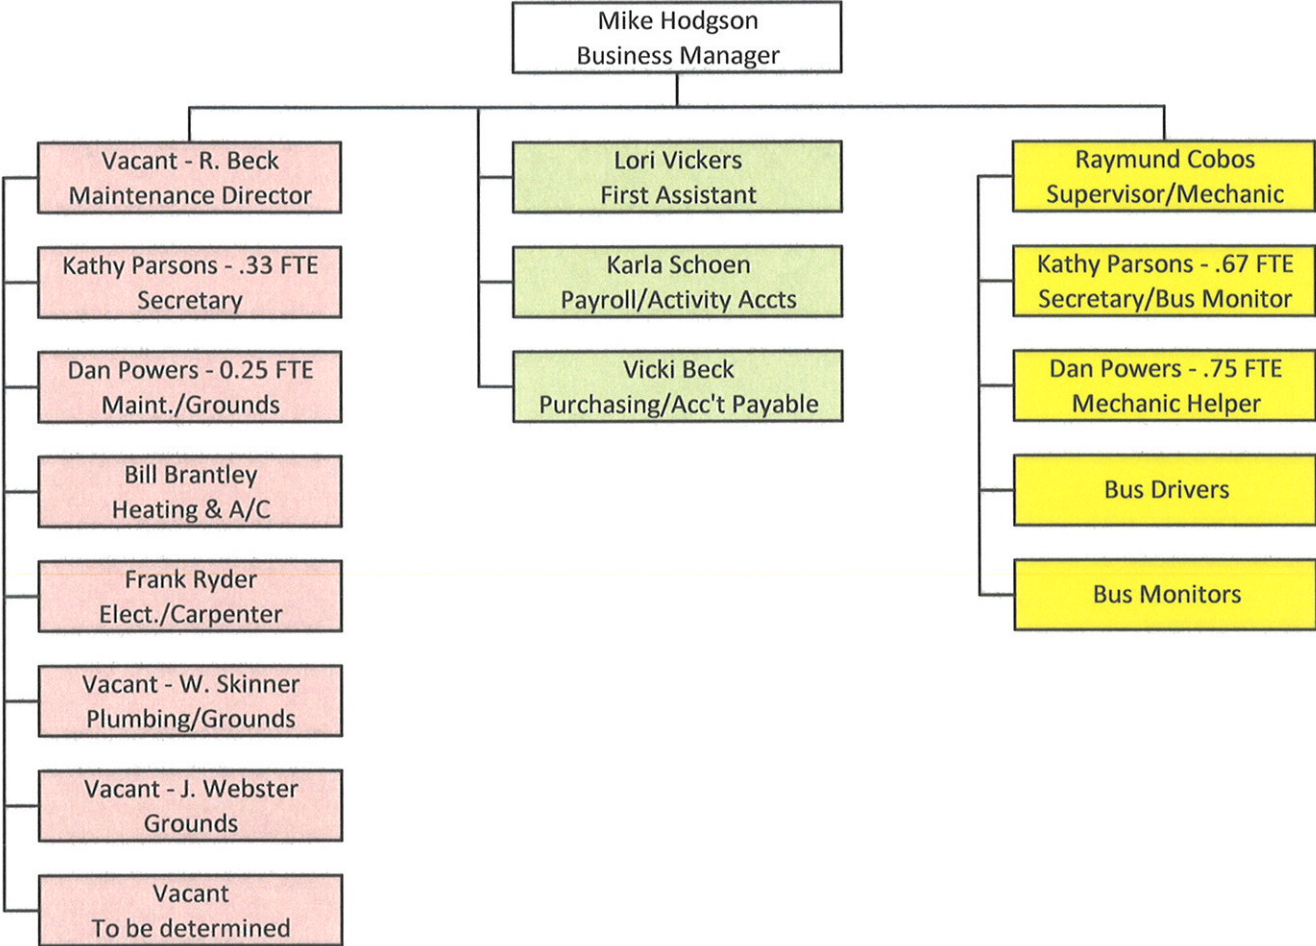 Mike Hodgson
Business Manager
Vacant - R. Beck
Maintenance Director
Kathy Parsons - .33 FTE
Secretary
Dan Powers - 0.25 FTE
Maint./Grounds
Bill Brantley
Heating & A/C
Frank Ryder
Elect./Carpenter
Vacant - W. Skinner
Plumbing/Grounds
Vacant - J. Webster
Grounds
Vacant
To be determined
Lori Vickers
First Assistant
Karla Schoen
Payroll/Activity Accts
Vicki Beck
Purchasing/Acc't Payable
Raymund Cobos
Supervisor/Mechanic
Kathy Parsons - .67 FTE
Secretary/Bus Monitor
Dan Powers - .75 FTE
Mechanic Helper
Bus Drivers
Bus Monitors